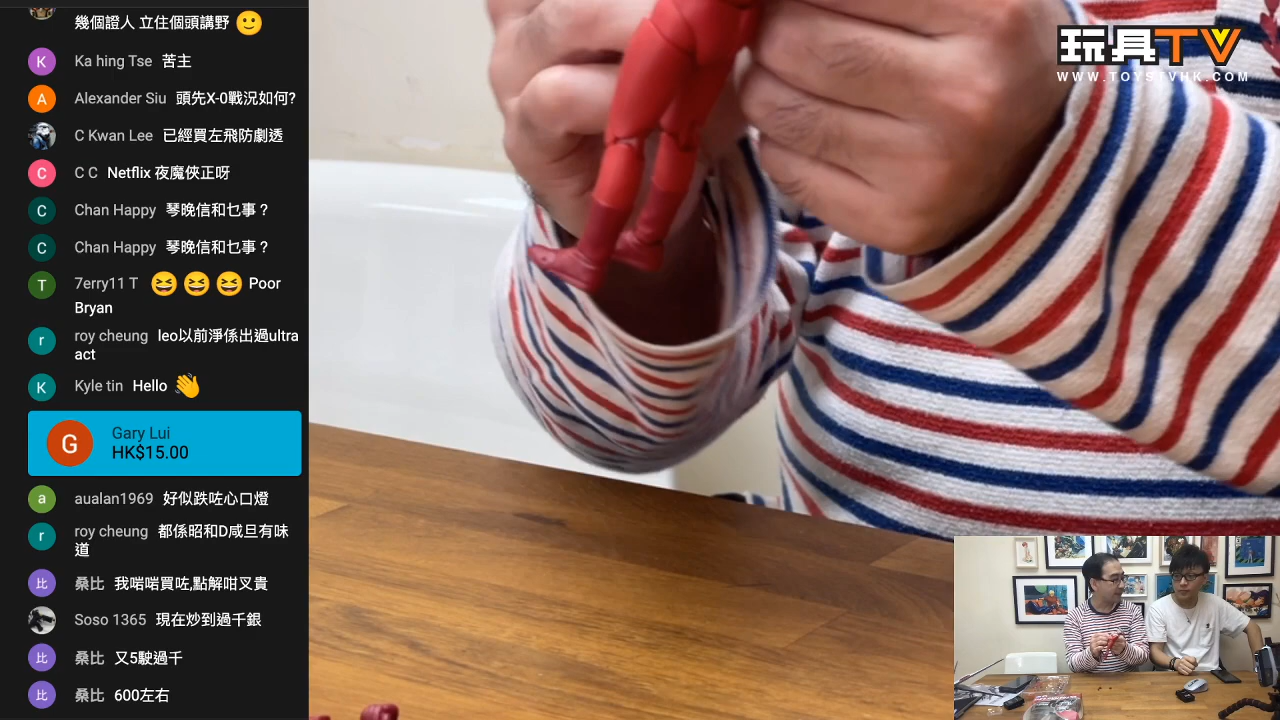 幾個證人 立住個頭講野
Ka hing Tse 苦主
Alexander Siu 頭先X-0戰況如何?
C Kwan Lee 已經買左飛防劇透
C C Netflix 夜魔俠正呀
Chan Happy 琴晚信和乜事？
Chan Happy 琴晚信和乜事？
7erry11 T Poor
Bryan
roy cheung leo以前淨係出過ultra
act
Kyle tin Hello
Gary Lui
HK$15.00
aualan1969 好似跌咗心口燈
roy cheung 都係昭和D咸旦有味
道
桑比 我啱啱買咗,點解咁叉貴
Soso 1365 現在炒到過千銀
桑比 又5駛過千
桑比 600左右
K
A
C
C
C
T
r
K
G
a
r
比
比
比
玩具TV
WWW.TOYSTVHK.COM